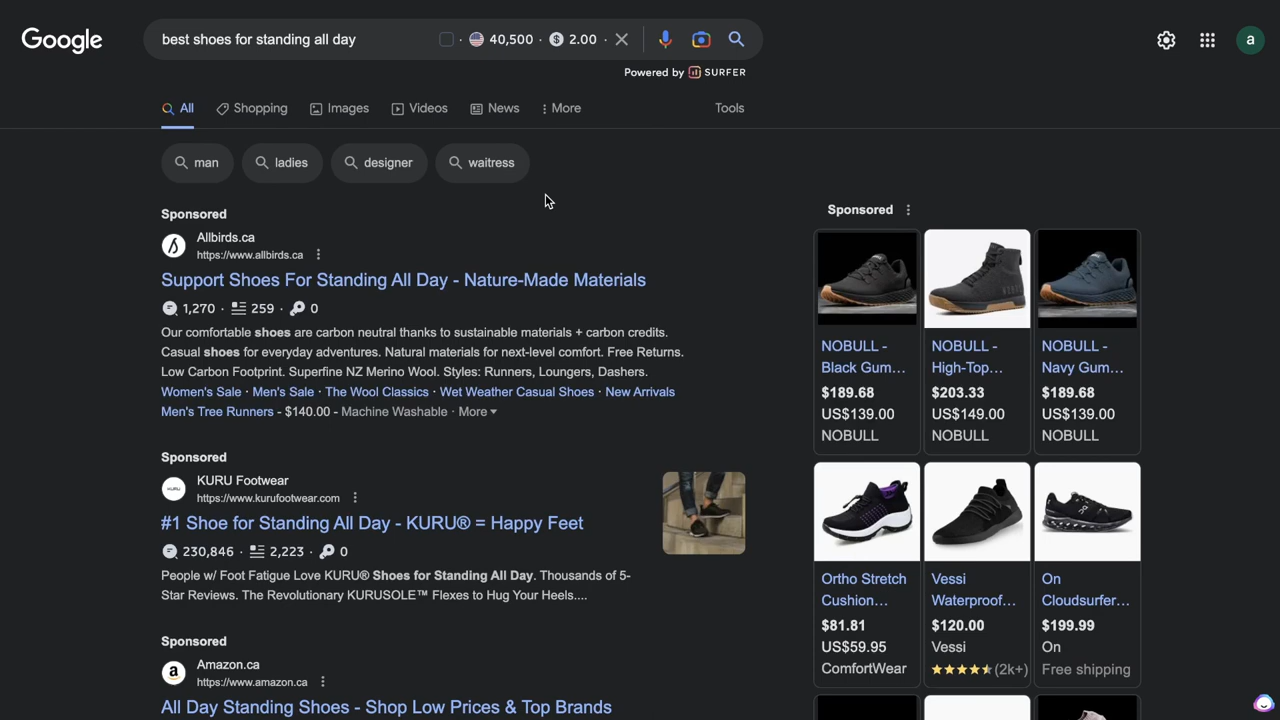 Google
best shoes for standing all day
40,500 · $ 2.00
a
Powered by SURFER
All
Shopping
Images
Videos
News
More
Tools
man
ladies
designer
waitress
Sponsored
Allbirds.ca
https://www.allbirds.ca
Support Shoes For Standing All Day - Nature-Made Materials
1,270 · 259 · 0
Our comfortable shoes are carbon neutral thanks to sustainable materials + carbon credits.
Casual shoes for everyday adventures. Natural materials for next-level comfort. Free Returns.
Low Carbon Footprint. Superfine NZ Merino Wool. Styles: Runners, Loungers, Dashers.
Women's Sale · Men's Sale · The Wool Classics · Wet Weather Casual Shoes · New Arrivals
Men's Tree Runners - $140.00 - Machine Washable · More
Sponsored
KURU
KURU Footwear
https://www.kurufootwear.com
#1 Shoe for Standing All Day - KURU® = Happy Feet
230,846 · 2,223 · 0
People w/ Foot Fatigue Love KURU® Shoes for Standing All Day. Thousands of 5-
Star Reviews. The Revolutionary KURUSOLE™ Flexes to Hug Your Heels....
Sponsored
a
Amazon.ca
https://www.amazon.ca
All Day Standing Shoes - Shop Low Prices & Top Brands
Sponsored
NOBULL -
Black Gum...
$189.68
US$139.00
NOBULL
NOBULL -
High-Top...
$203.33
US$149.00
NOBULL
NOBULL -
Navy Gum...
$189.68
US$139.00
NOBULL
Ortho Stretch
Cushion...
$81.81
US$59.95
ComfortWear
Vessi
Waterproof...
$120.00
Vessi
(2k+)
On
Cloudsurfer...
$199.99
On
Free shipping